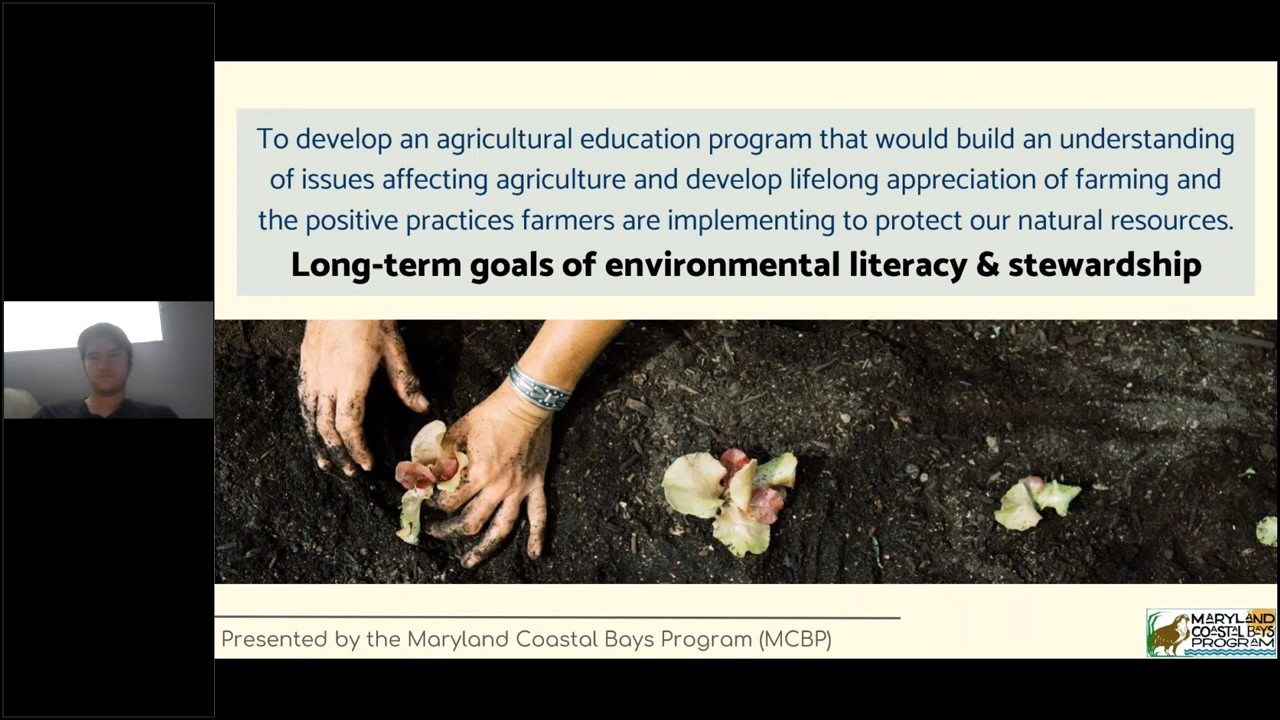 To develop an agricultural education program that would build an understanding
of issues affecting agriculture and develop lifelong appreciation of farming and
the positive practices farmers are implementing to protect our natural resources.
Long-term goals of environmental literacy & stewardship
Presented by the Maryland Coastal Bays Program (MCBP)
MARYLAND
COASTAL BAYS
PROGRAM